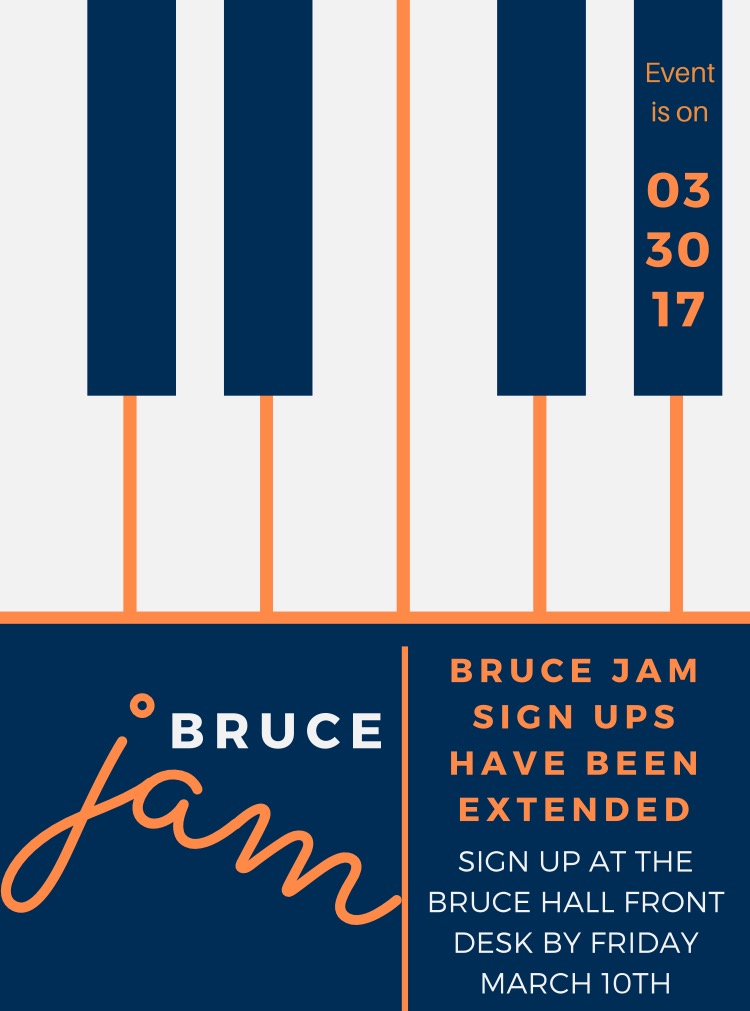 Event
is on
03
30
17
BRUCE
jam
BRUCE JAM
SIGN UPS
HAVE BEEN
EXTENDED
SIGN UP AT THE
BRUCE HALL FRONT
DESK BY FRIDAY
MARCH 10TH